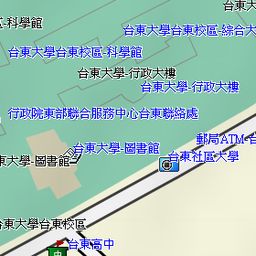 區-科學館
台東大學台東校區-綜合大
台東大學台東校區-科學館
台東大學-行政大樓
台東大學-行政大樓
行政院東部聯合服務中心台東聯絡處
郵局ATM-台
台東大學-圖書館
東大學-圖書館
台東社區大學
台東大學台東校區
台東高中